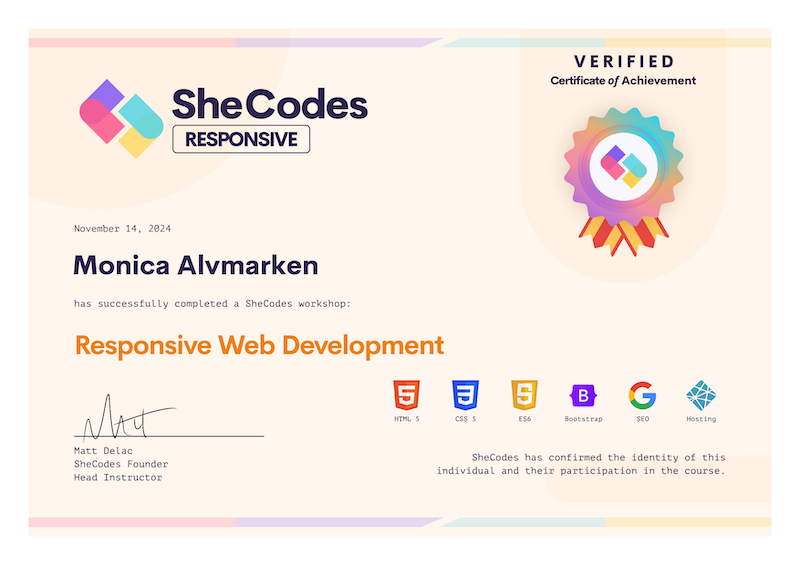 VERIFIED
Certificate of Achievement
SheCodes
RESPONSIVE
November 14, 2024
Monica Alvmarken
has successfully completed a SheCodes workshop:
Responsive Web Development
HTML 5
CSS 5
ES6
Bootstrap
SEO
Hosting
Matt
Matt Delac
SheCodes Founder
Head Instructor
SheCodes has confirmed the identity of this
individual and their participation in the course.